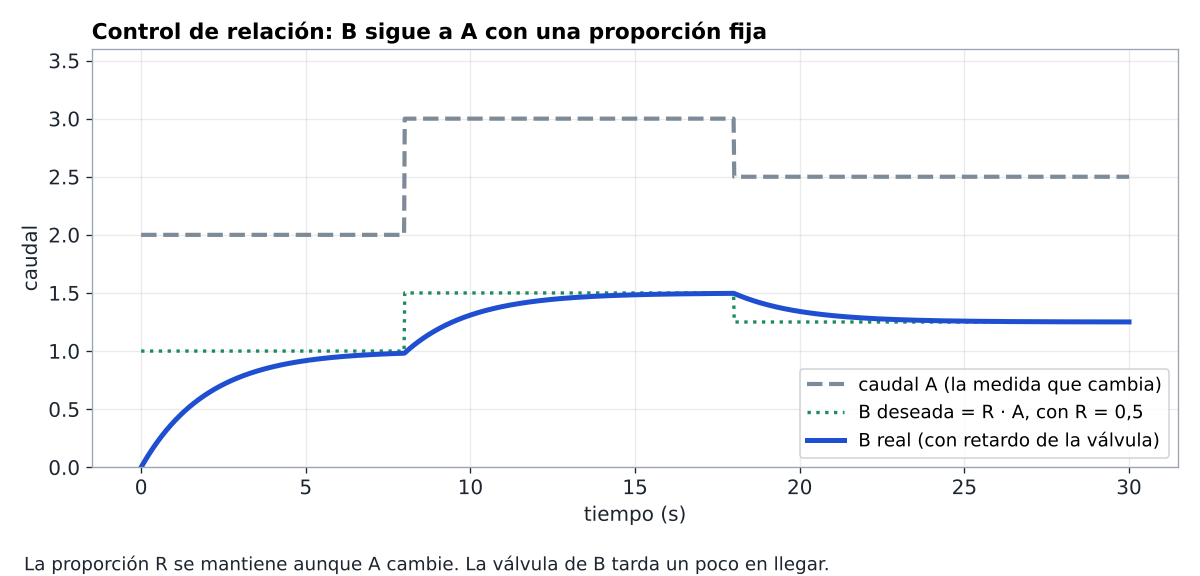 Control de relación: B sigue a A con una proporción fija
caudal
3.5
3.0
2.5
2.0
1.5
1.0
0.5
0.0
0 5 10 15 20 25 30
tiempo (s)
caudal A (la medida que cambia)
B deseada = R · A, con R = 0,5
B real (con retardo de la válvula)
La proporción R se mantiene aunque A cambie. La válvula de B tarda un poco en llegar.